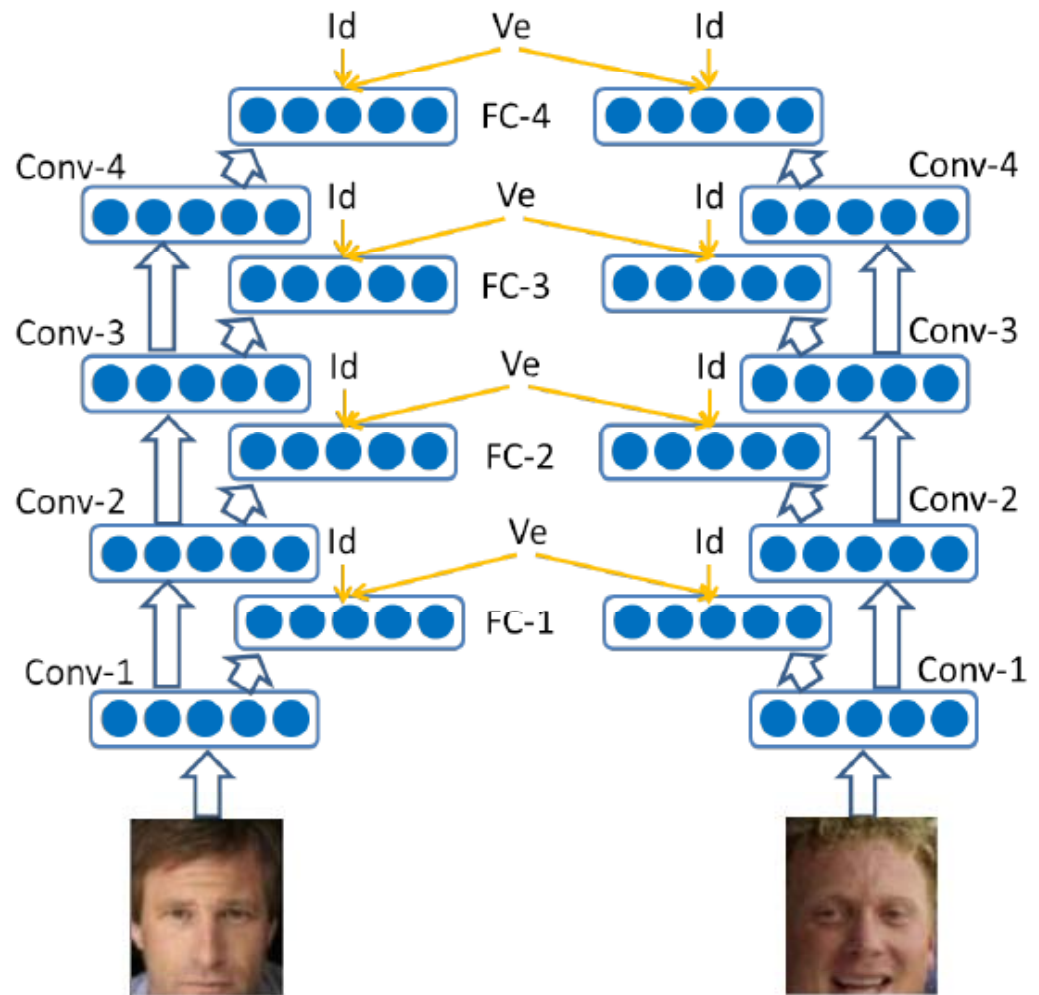 Id Ve Id
FC-4
Conv-4 Conv-4
Id Ve Id
FC-3
Conv-3 Conv-3
Id Ve Id
FC-2
Conv-2 Conv-2
Id Ve Id
FC-1
Conv-1 Conv-1